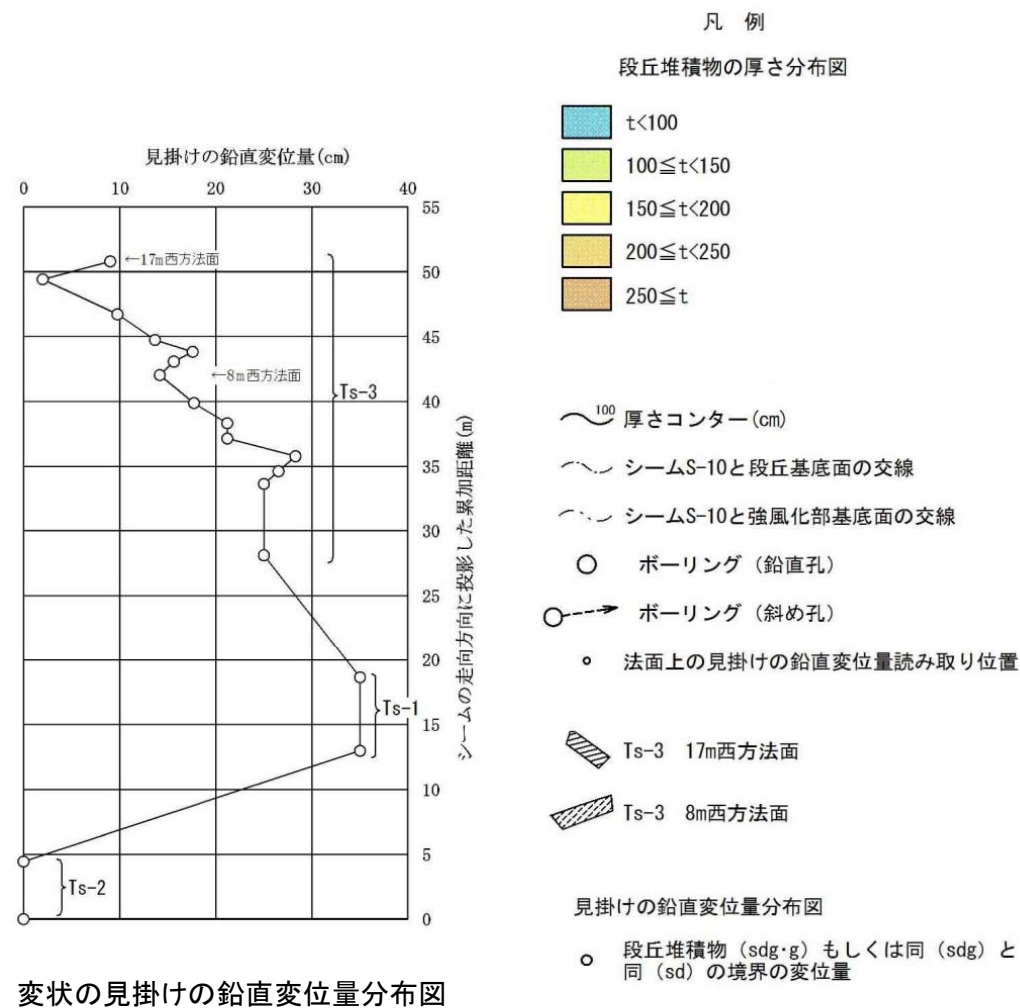 見掛けの鉛直変位量(cm)
0 10 20 30 40
55
50
45
40
35
30
25
20
15
10
5
0
←17m西方法面
←8m西方法面
Ts-3
Ts-1
Ts-2
シームの走向方向に投影した累加距離(m)
変状の見掛けの鉛直変位量分布図
凡 例
段丘堆積物の厚さ分布図
t<100
100≦t<150
150≦t<200
200≦t<250
250≦t
100 厚さコンター(cm)
シームS-10と段丘基底面の交線
シームS-10と強風化部基底面の交線
ボーリング（鉛直孔）
ボーリング（斜め孔）
法面上の見掛けの鉛直変位量読み取り位置
Ts-3 17m西方法面
Ts-3 8m西方法面
見掛けの鉛直変位量分布図
段丘堆積物（sdg･g）もしくは同（sdg）と
同（sd）の境界の変位量